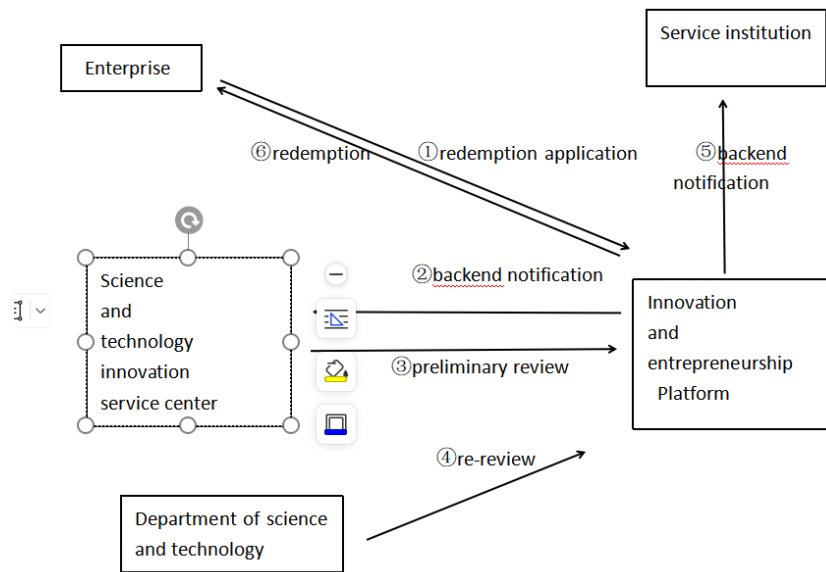 Service institution
Enterprise
⑥redemption
①redemption application
⑤backend
notification
②backend notification
Science
and
technology
innovation
service center
Innovation
and
entrepreneurship
Platform
③preliminary review
④re-review
Department of science
and technology